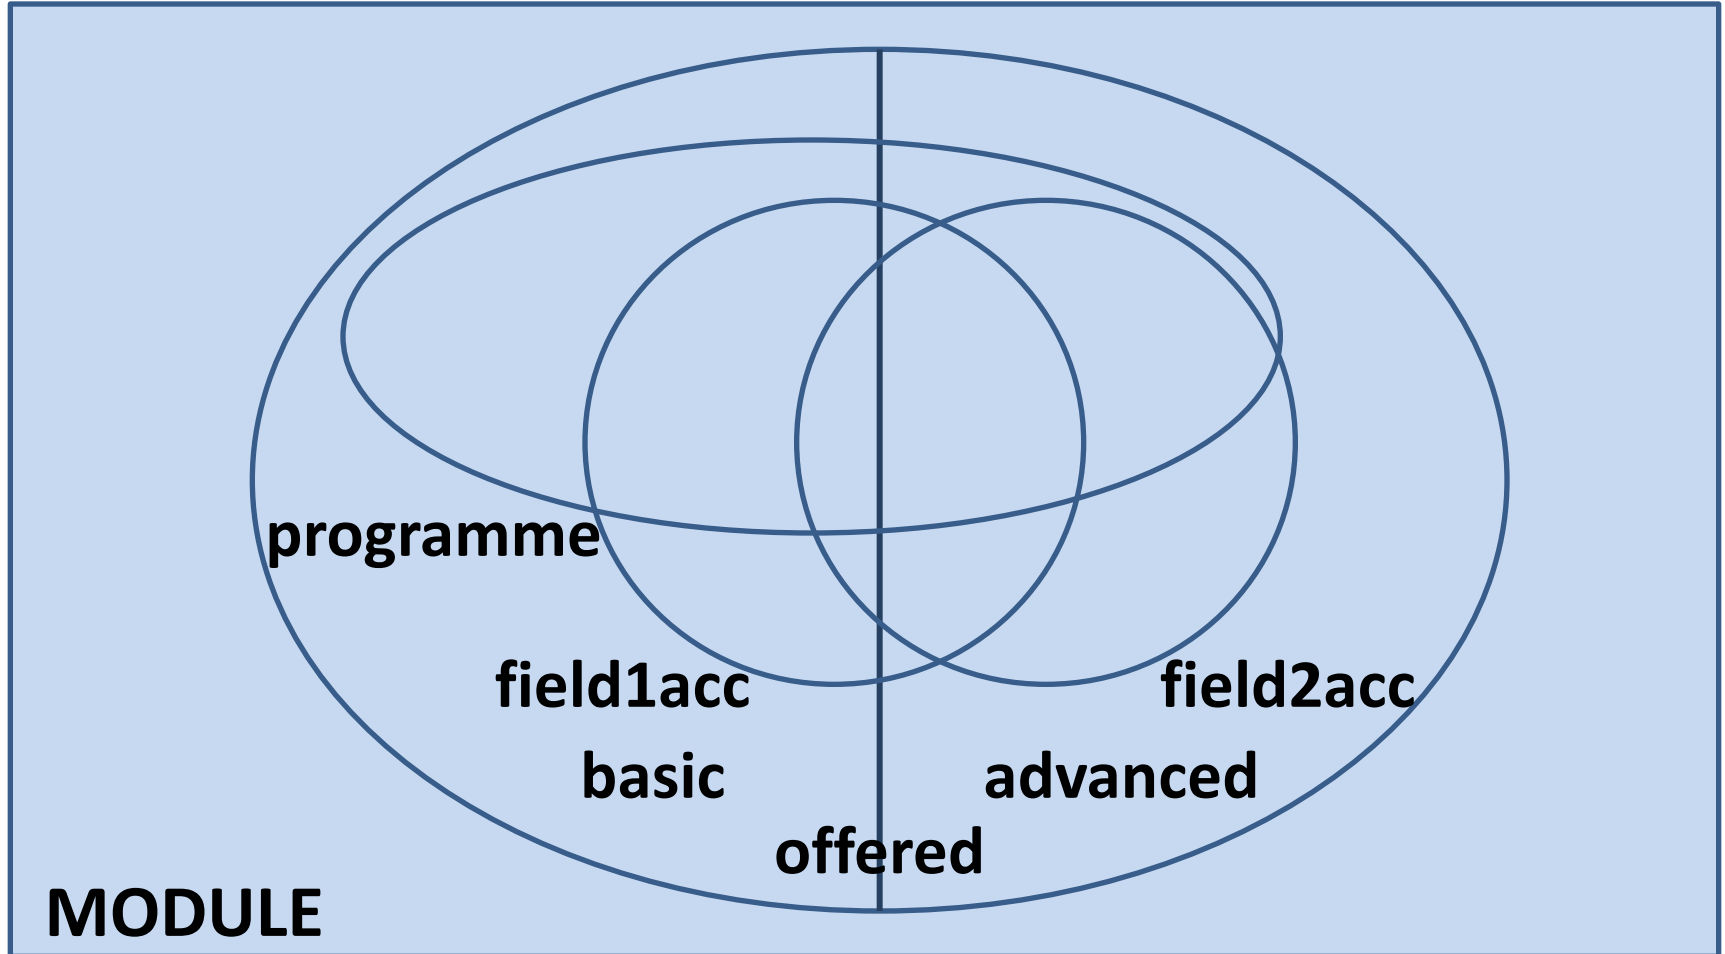 programme
field1acc
field2acc
basic
advanced
offered
MODULE